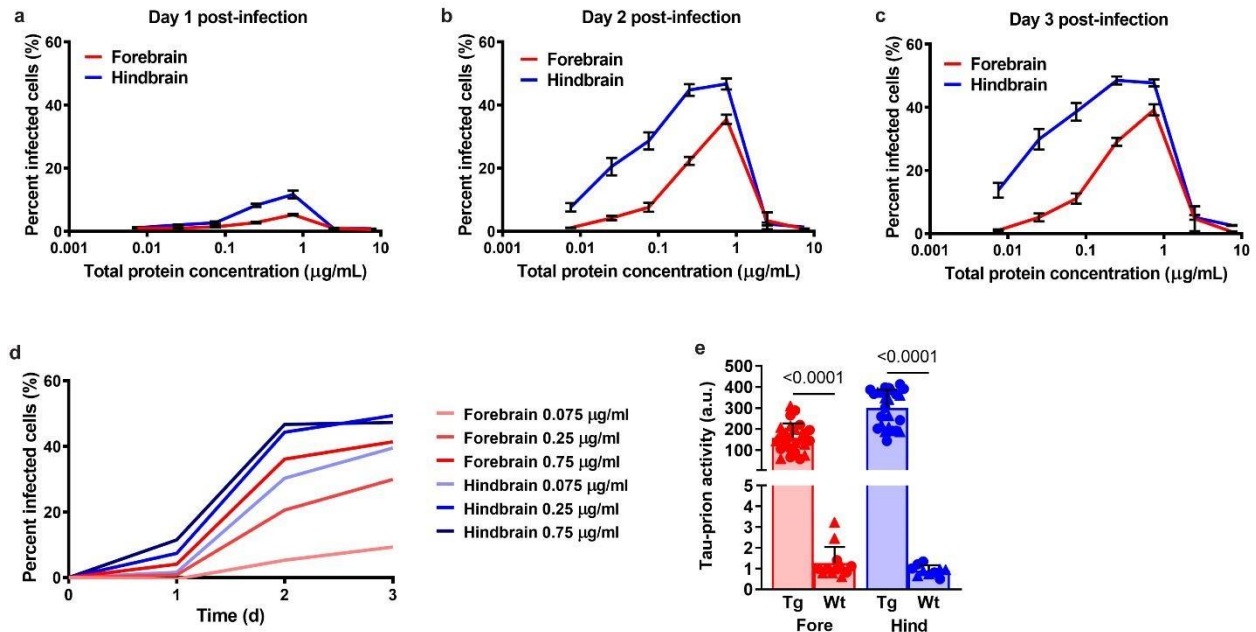 a
Day 1 post-infection
Percent infected cells (%)
60
40
20
0
Forebrain
Hindbrain
0.001 0.01 0.1 1 10
Total protein concentration (μg/mL)
b
Day 2 post-infection
Percent infected cells (%)
60
40
20
0
Forebrain
Hindbrain
0.001 0.01 0.1 1 10
Total protein concentration (μg/mL)
c
Day 3 post-infection
Percent infected cells (%)
60
40
20
0
Forebrain
Hindbrain
0.001 0.01 0.1 1 10
Total protein concentration (μg/mL)
d
Percent infected cells (%)
60
40
20
0
0 1 2 3
Time (d)
Forebrain 0.075 μg/ml
Forebrain 0.25 μg/ml
Forebrain 0.75 μg/ml
Hindbrain 0.075 μg/ml
Hindbrain 0.25 μg/ml
Hindbrain 0.75 μg/ml
e
Tau-prion activity (a.u.)
<0.0001
<0.0001
500
400
300
200
100
5
4
3
2
1
0
Tg Wt Tg Wt
Fore Hind